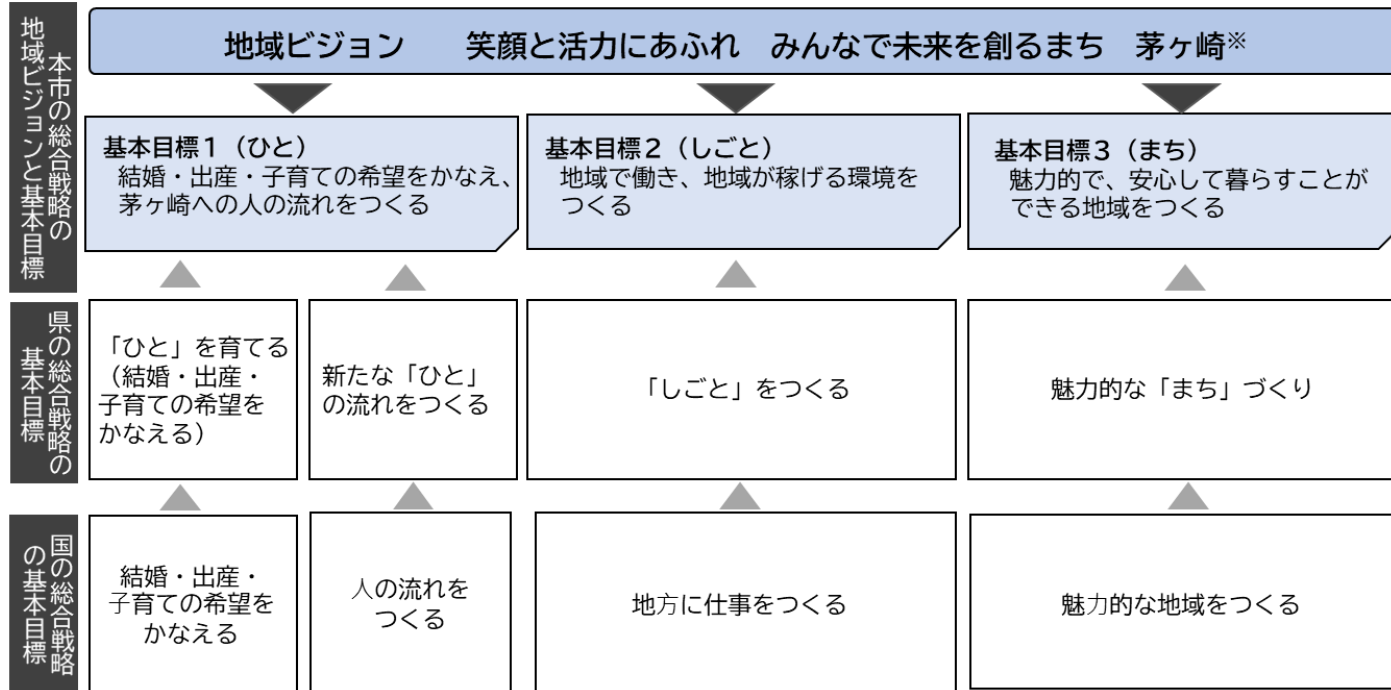 本市の総合戦略の
地域ビジョンと基本目標
地域ビジョン　笑顔と活力にあふれ　みんなで未来を創るまち　茅ヶ崎※
基本目標１（ひと）
結婚・出産・子育ての希望をかなえ、
茅ヶ崎への人の流れをつくる
基本目標２（しごと）
地域で働き、地域が稼げる環境を
つくる
基本目標３（まち）
魅力的で、安心して暮らすことが
できる地域をつくる
県の総合戦略の
基本目標
「ひと」を育てる
（結婚・出産・
子育ての希望を
かなえる）
新たな「ひと」
の流れをつくる
「しごと」をつくる
魅力的な「まち」づくり
国の総合戦略
の基本目標
結婚・出産・
子育ての希望を
かなえる
人の流れを
つくる
地方に仕事をつくる
魅力的な地域をつくる